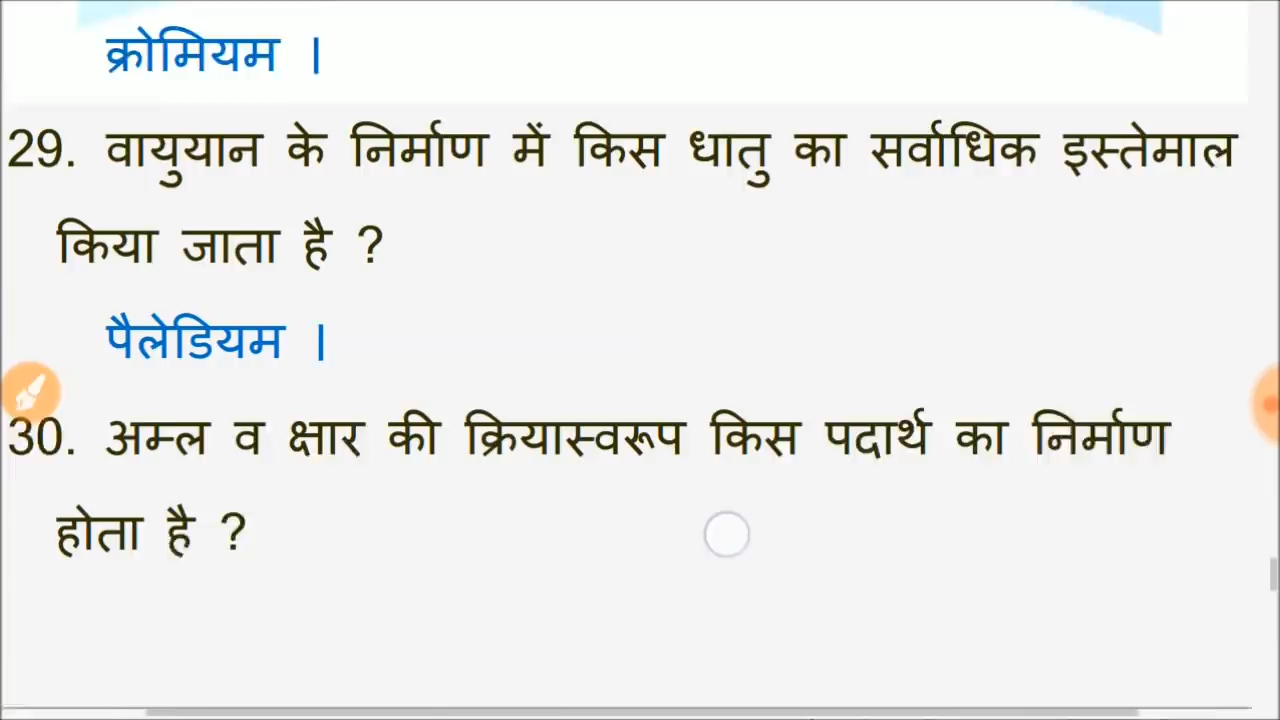 क्रोमियम ।
29. वायुयान के निर्माण में किस धातु का सर्वाधिक इस्तेमाल
किया जाता है ?
पैलेडियम ।
30. अम्ल व क्षार की क्रियास्वरूप किस पदार्थ का निर्माण
होता है ?